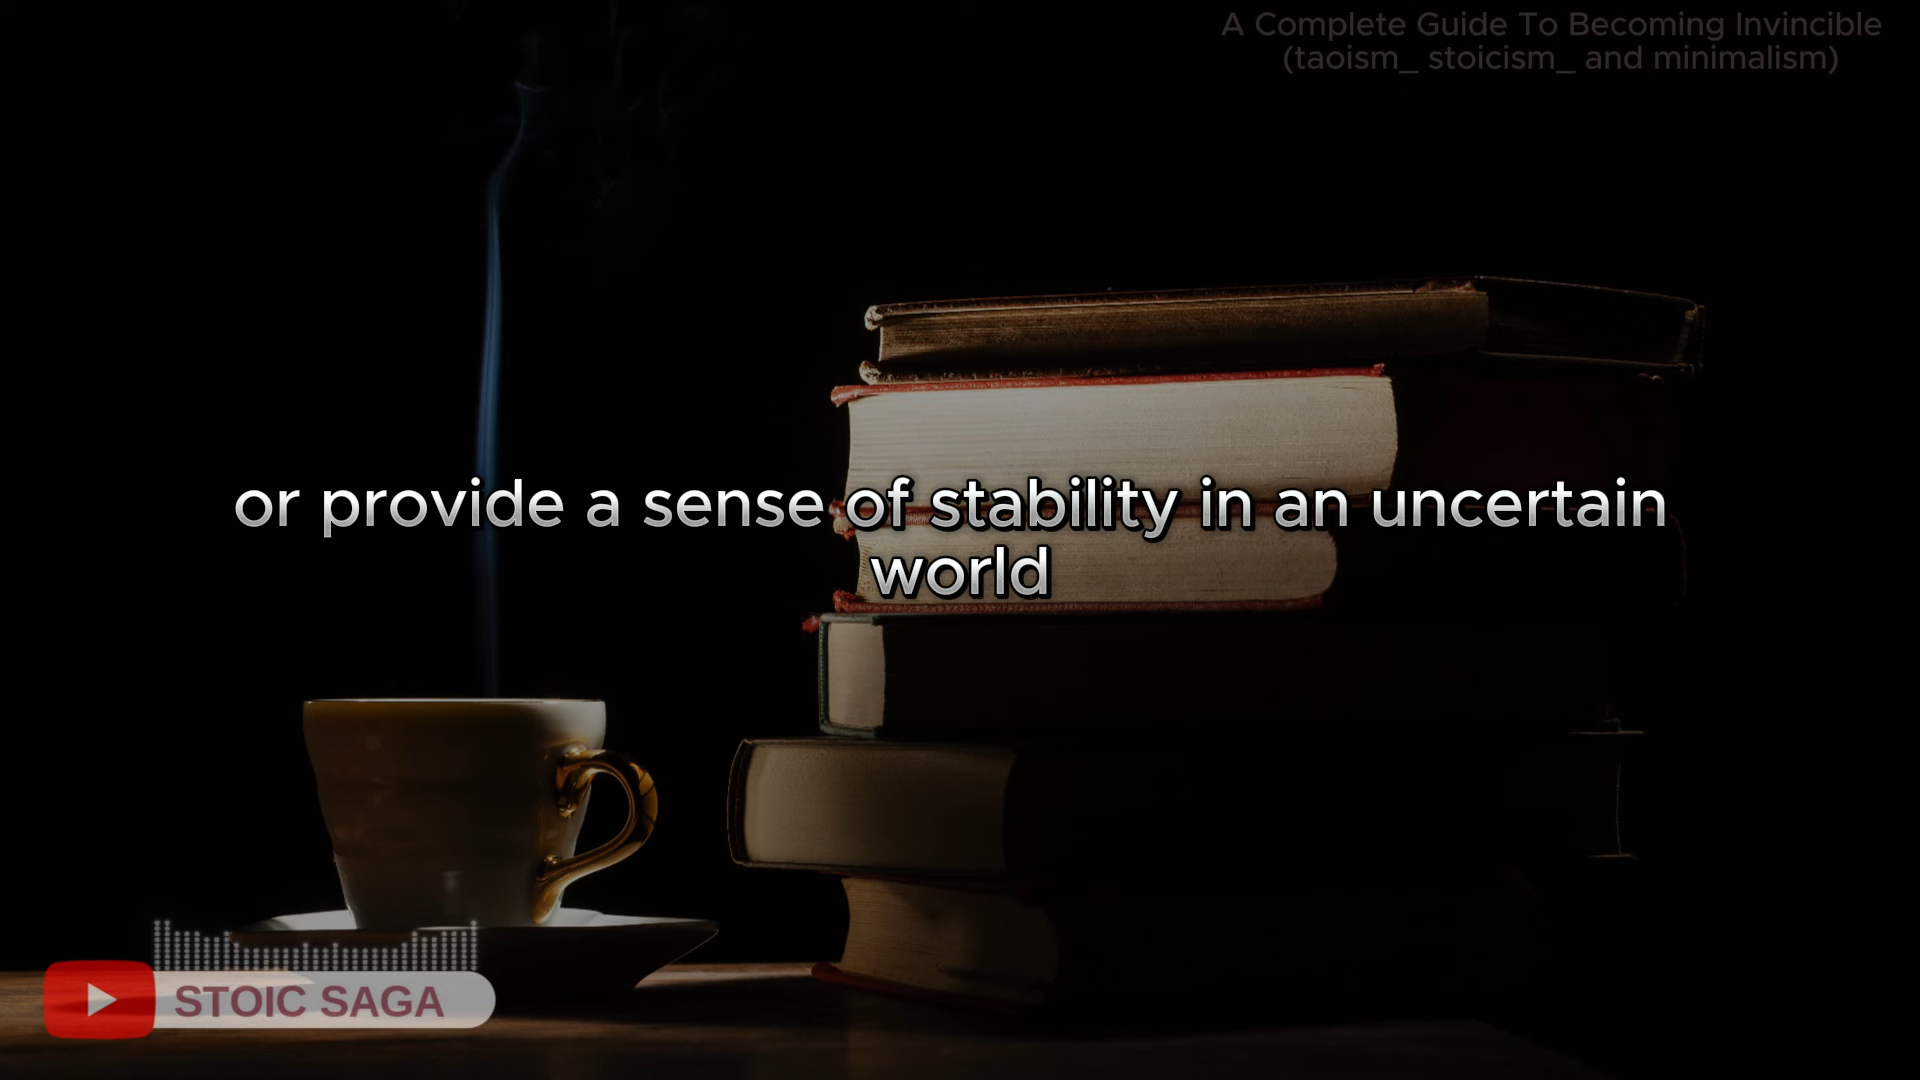 A Complete Guide To Becoming Invincible
(taoism_ stoicism_ and minimalism)
or provide a sense of stability in an uncertain
world
STOIC SAGA